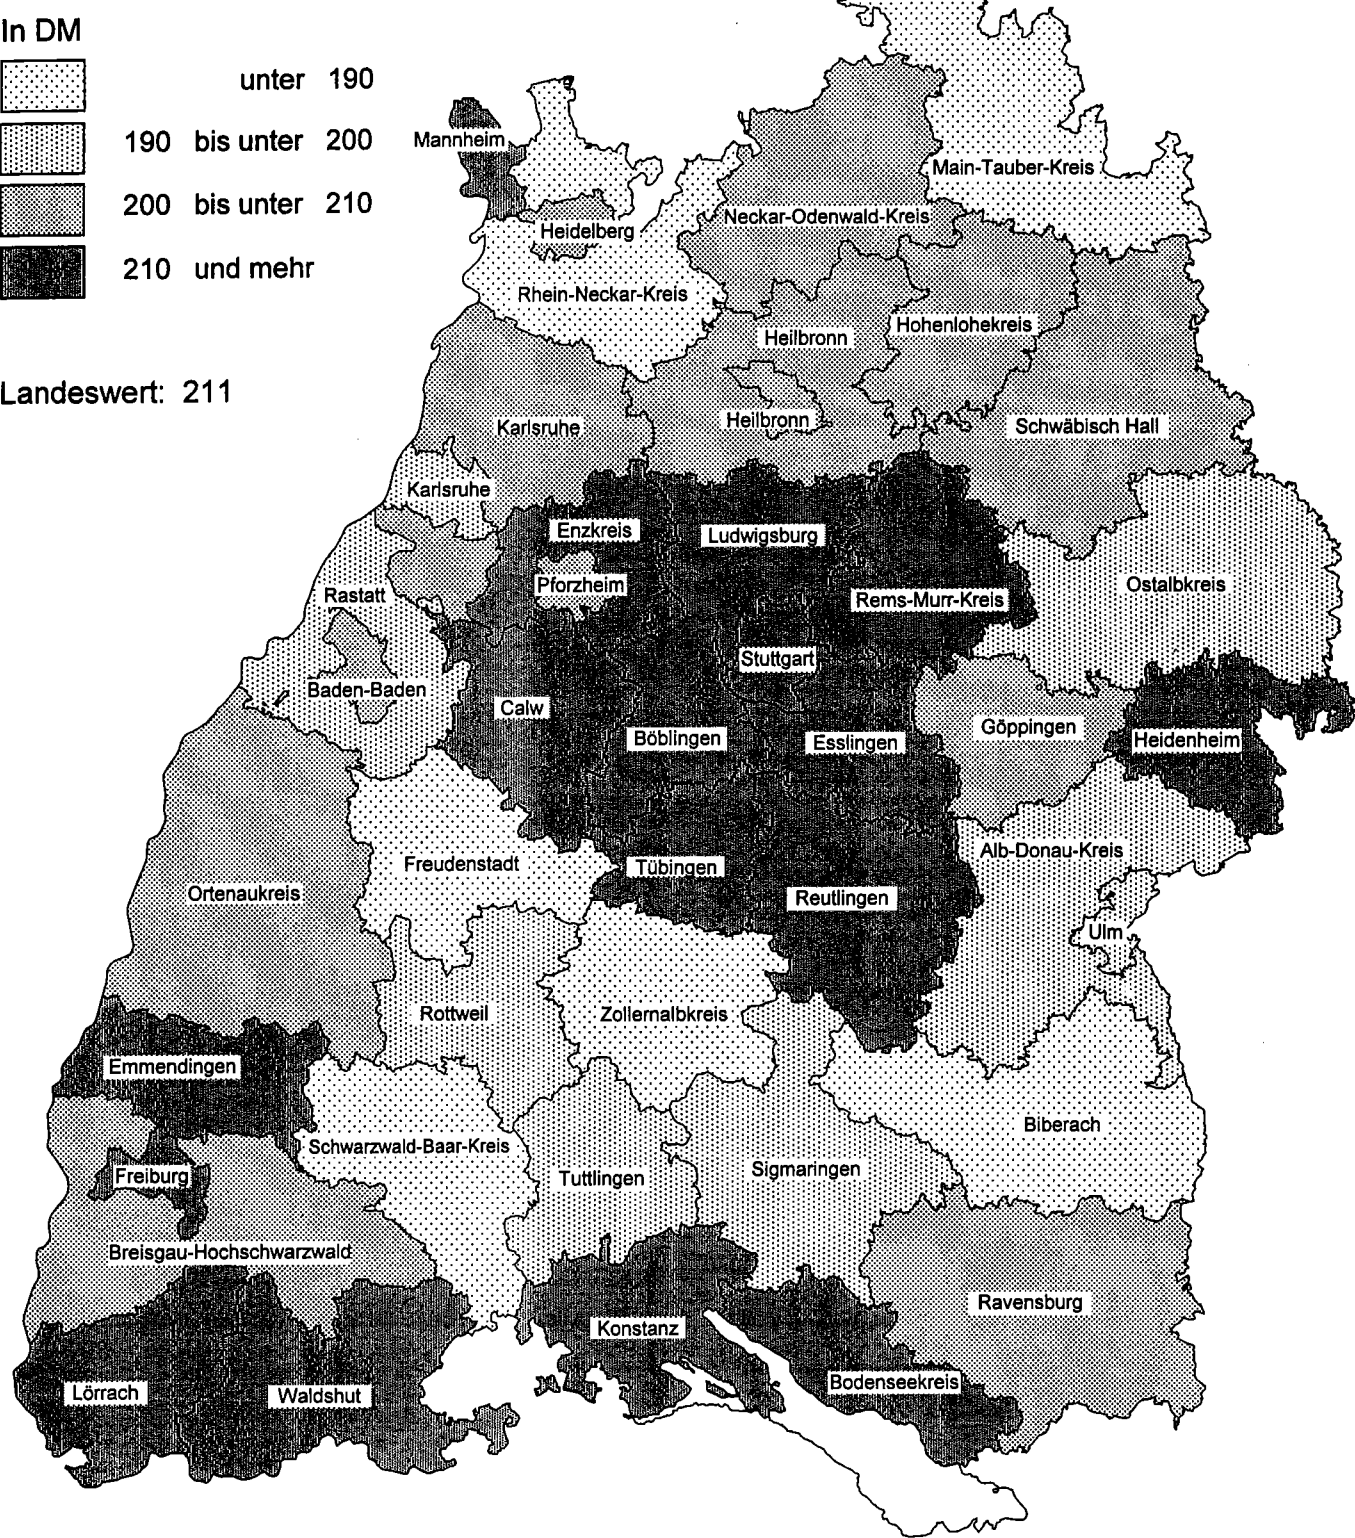 In DM
unter 190
190 bis unter 200
200 bis unter 210
210 und mehr
Landeswert: 211
Mannheim
Main-Tauber-Kreis
Neckar-Odenwald-Kreis
Heidelberg
Rhein-Neckar-Kreis
Hohenlohekreis
Heilbronn
Heilbronn
Karlsruhe
Schwäbisch Hall
Karlsruhe
Enzkreis
Ludwigsburg
Pforzheim
Ostalbkreis
Rastatt
Rems-Murr-Kreis
Stuttgart
Baden-Baden
Calw
Göppingen
Böblingen
Esslingen
Heidenheim
Alb-Donau-Kreis
Freudenstadt
Tübingen
Ortenaukreis
Reutlingen
Ulm
Rottweil
Zollernalbkreis
Emmendingen
Biberach
Schwarzwald-Baar-Kreis
Freiburg
Tuttlingen
Sigmaringen
Breisgau-Hochschwarzwald
Ravensburg
Konstanz
Bodenseekreis
Lörrach
Waldshut